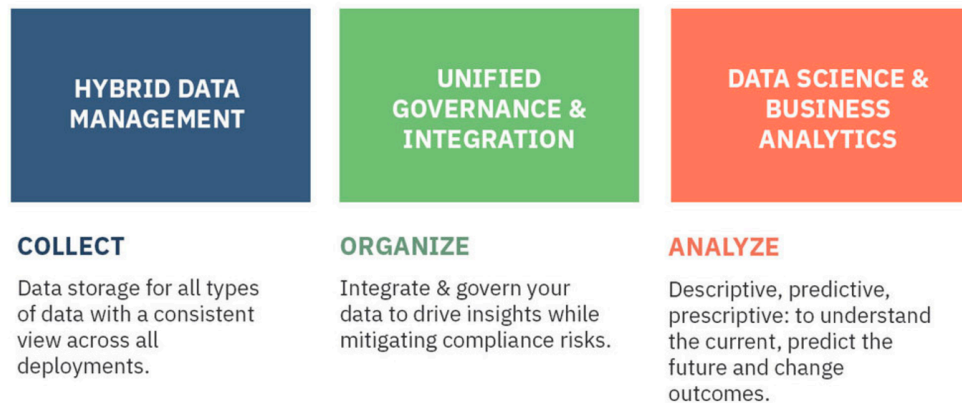 HYBRID DATA
MANAGEMENT
UNIFIED
GOVERNANCE &
INTEGRATION
DATA SCIENCE &
BUSINESS
ANALYTICS
COLLECT
Data storage for all types
of data with a consistent
view across all
deployments.
ORGANIZE
Integrate & govern your
data to drive insights while
mitigating compliance risks.
ANALYZE
Descriptive, predictive,
prescriptive: to understand
the current, predict the
future and change
outcomes.